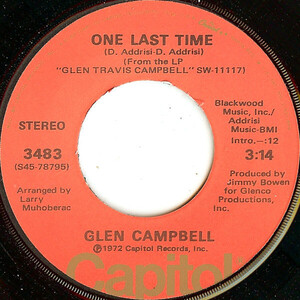 ONE LAST TIME
(D. Addrisi-D. Addrisi)
(From the LP
"GLEN TRAVIS CAMPBELL" SW-11117)
STEREO
3483
(S45-78795)
Arranged by
Larry
Muhoberac
Blackwood
Music, Inc./
Addrisi
Music-BMI
Intro.-:12
3:14
Produced by
Jimmy Bowen
for Glenco
Productions,
Inc.
GLEN CAMPBELL
Ⓟ1972 Capitol Records, Inc.
Capitol